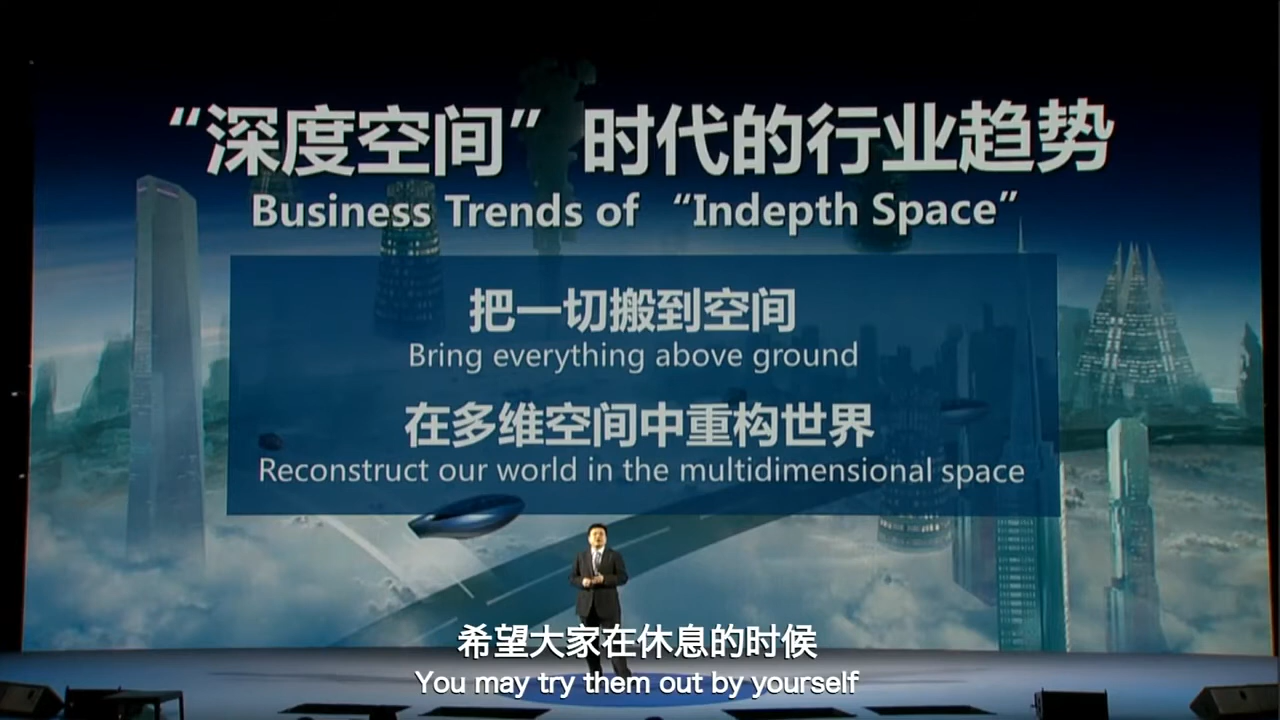 “深度空间”时代的行业趋势
Business Trends of “Indepth Space”
把一切搬到空间
Bring everything above ground
在多维空间中重构世界
Reconstruct our world in the multidimensional space
希望大家在休息的时候
You may try them out by yourself